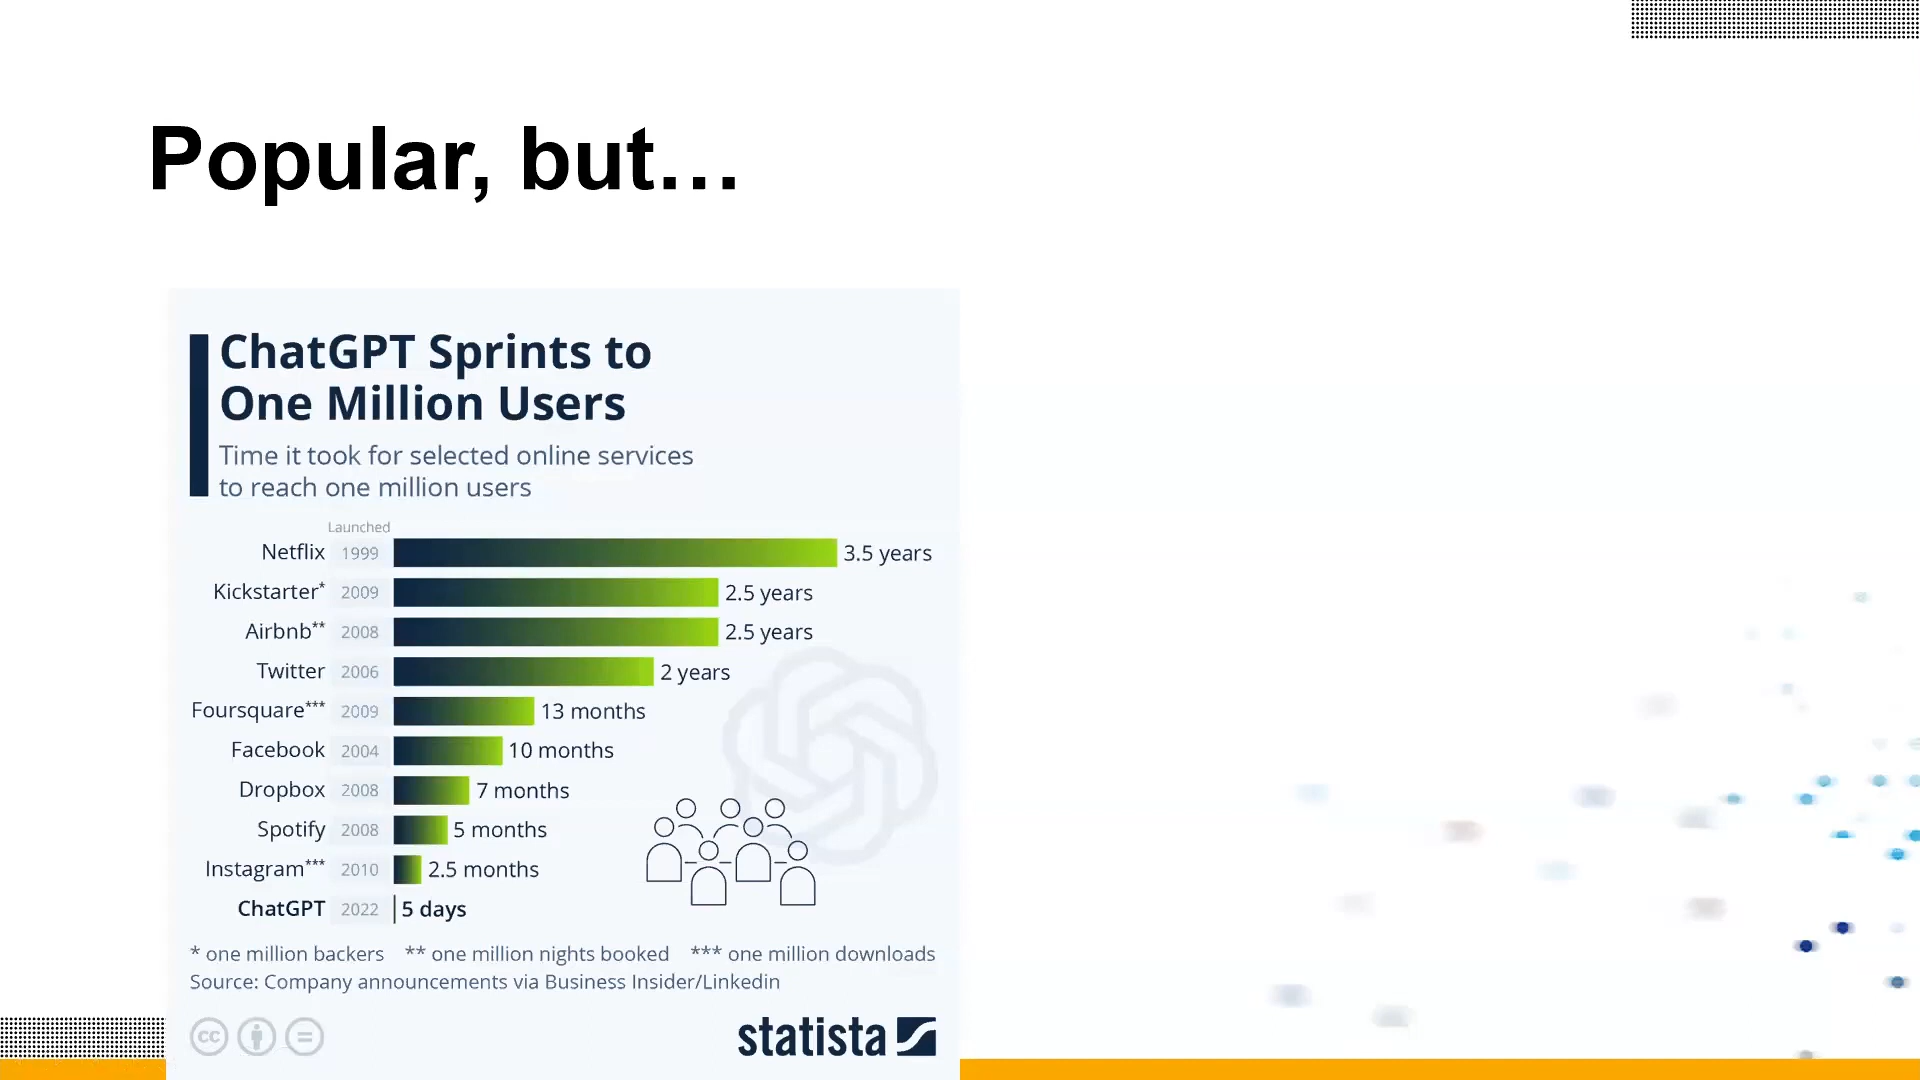 Popular, but…
ChatGPT Sprints to
One Million Users
Time it took for selected online services
to reach one million users
Launched
Netflix 1999 3.5 years
Kickstarter* 2009 2.5 years
Airbnb** 2008 2.5 years
Twitter 2006 2 years
Foursquare*** 2009 13 months
Facebook 2004 10 months
Dropbox 2008 7 months
Spotify 2008 5 months
Instagram*** 2010 2.5 months
ChatGPT 2022 5 days
* one million backers ** one million nights booked *** one million downloads
Source: Company announcements via Business Insider/Linkedin
cc statista